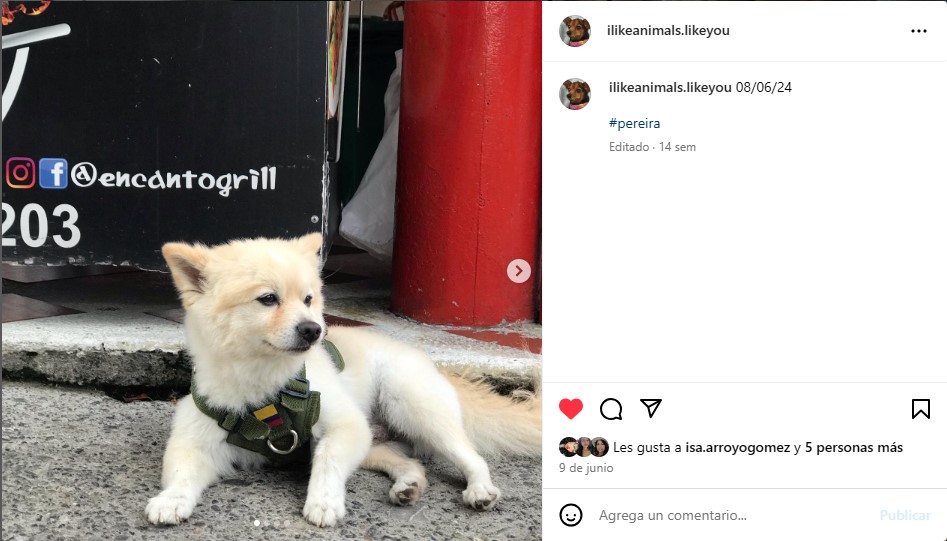 @encantogrill
203
ilikeanimals.likeyou
ilikeanimals.likeyou 08/06/24
#pereira
Editado · 14 sem
Les gusta a isa.arroyogomez y 5 personas más
9 de junio
Agrega un comentario...
Publicar